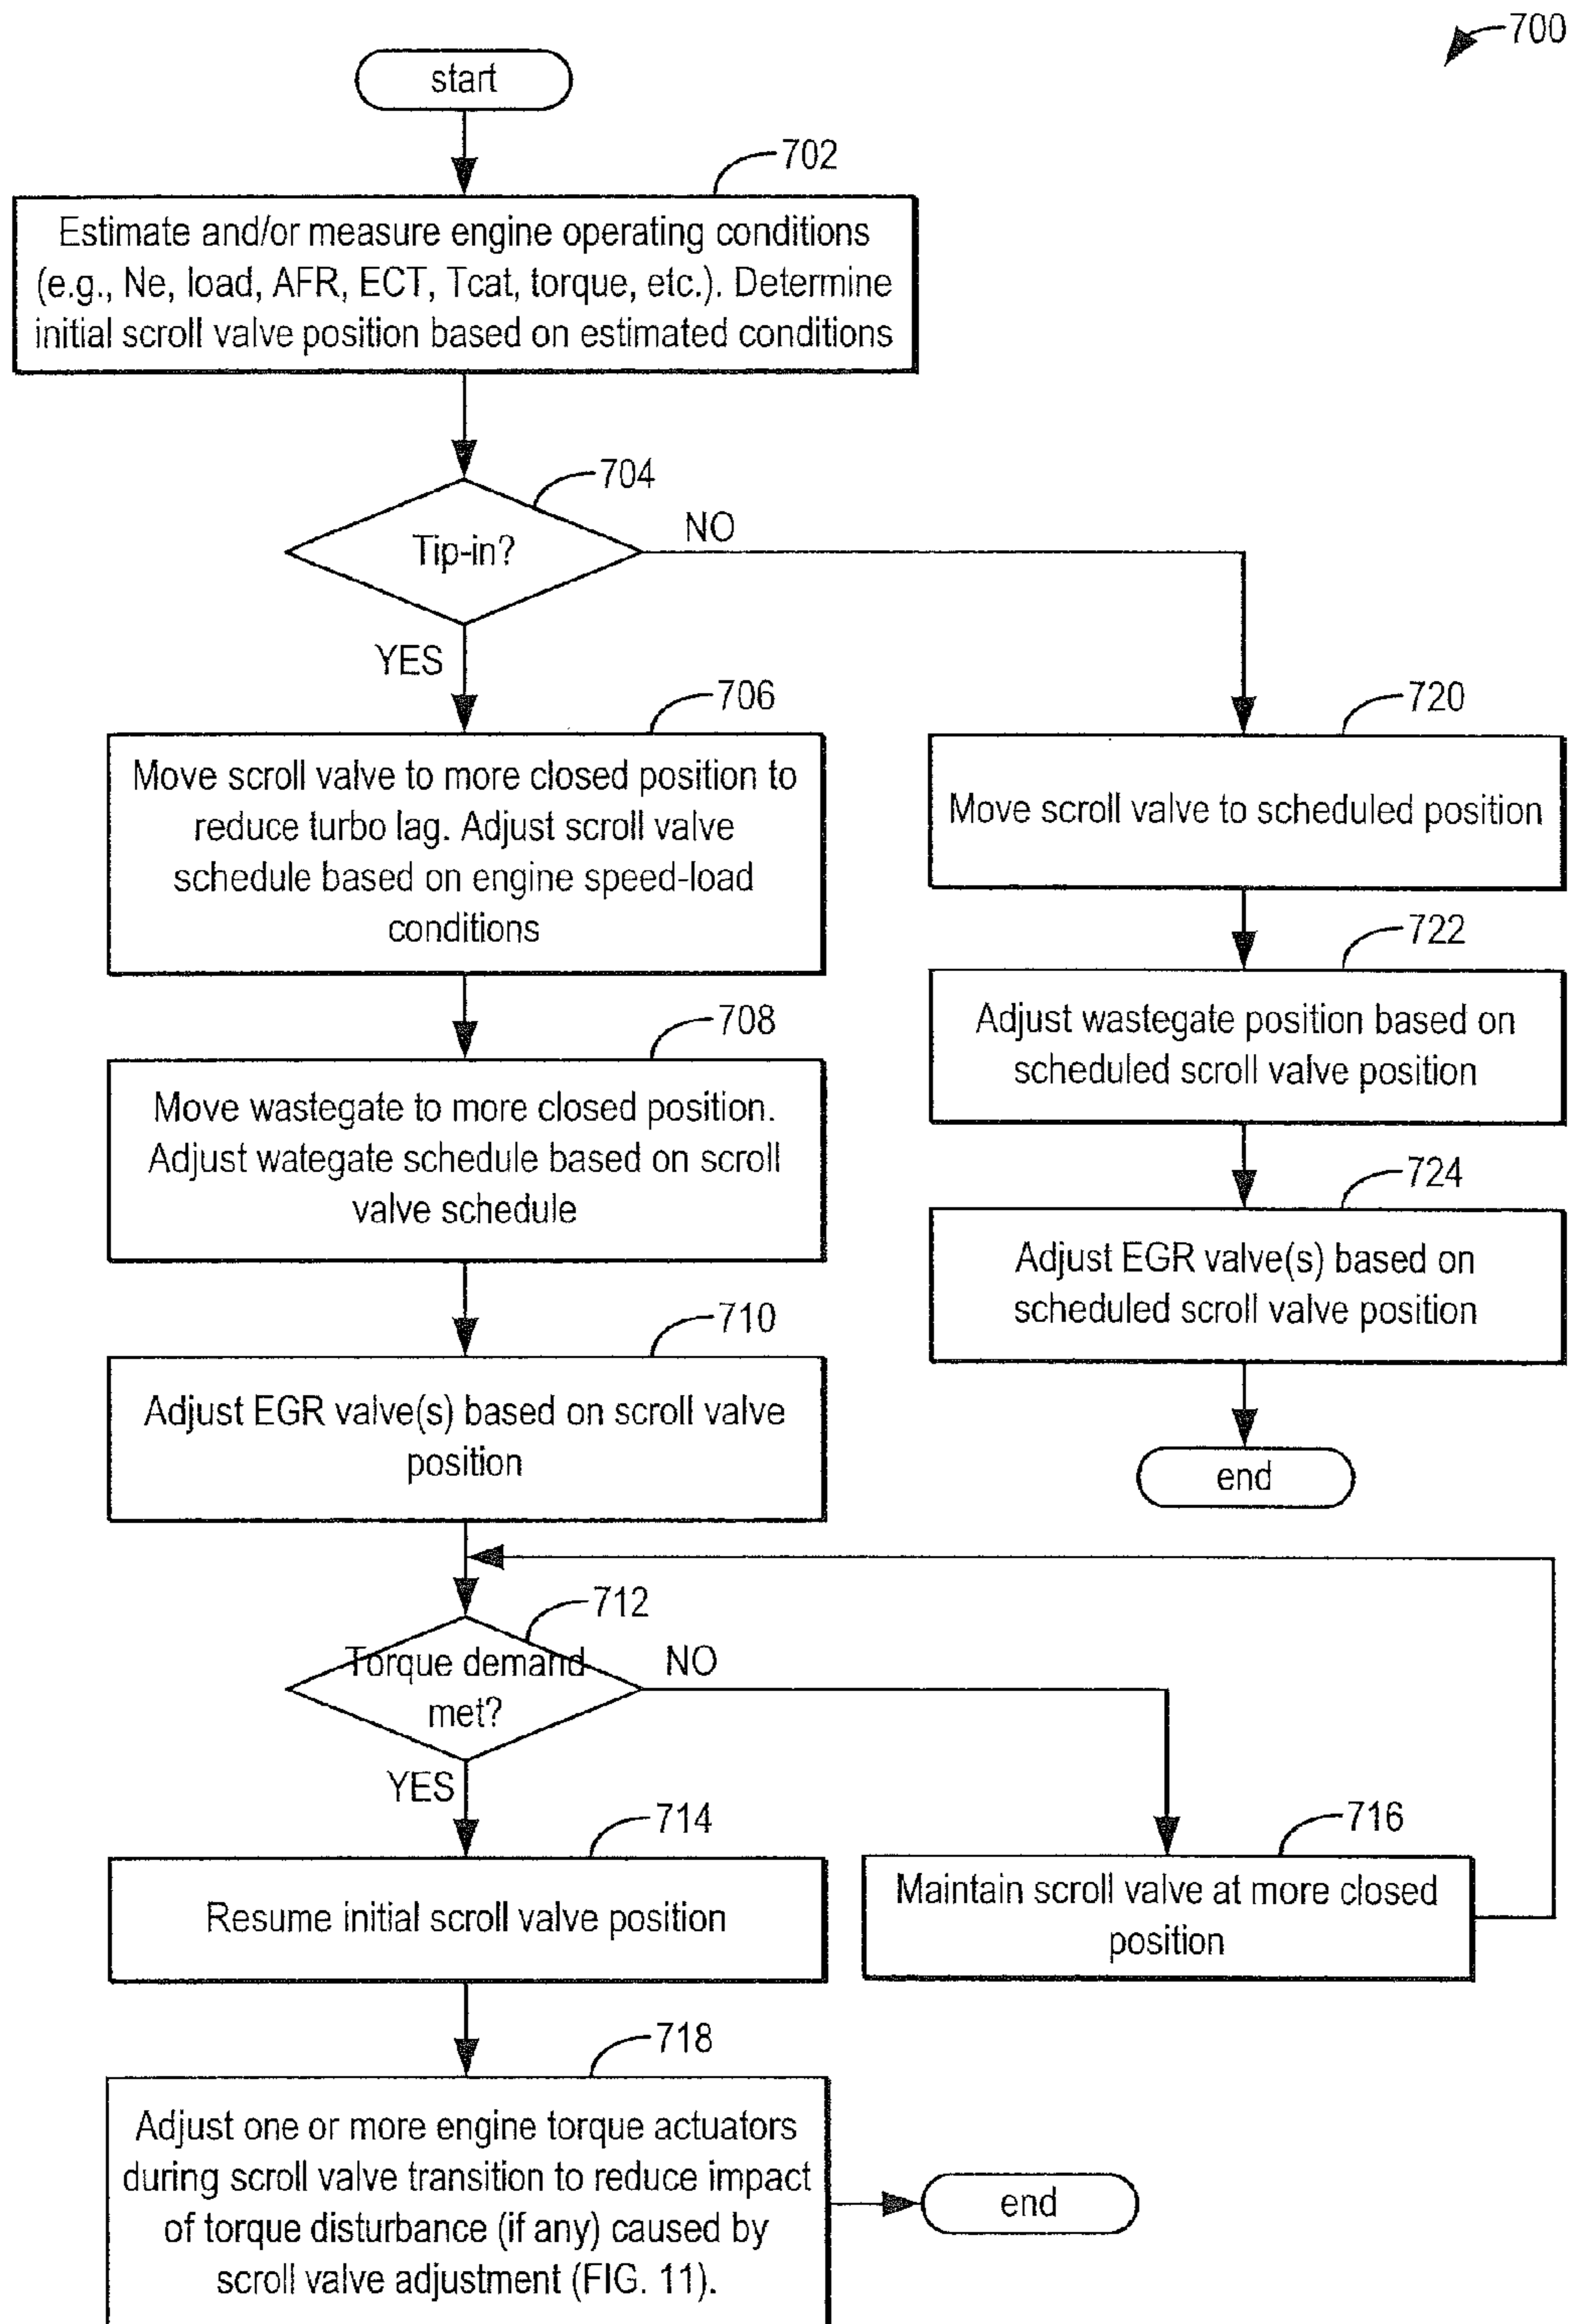 700
start
702
Estimate and/or measure engine operating conditions
(e.g., Ne, load, AFR, ECT, Tcat, torque, etc.). Determine
initial scroll valve position based on estimated conditions
704
Tip-in?
NO
YES
706
Move scroll valve to more closed position to
reduce turbo lag. Adjust scroll valve
schedule based on engine speed-load
conditions
708
Move wastegate to more closed position.
Adjust wategate schedule based on scroll
valve schedule
710
Adjust EGR valve(s) based on scroll valve
position
720
Move scroll valve to scheduled position
722
Adjust wastegate position based on
scheduled scroll valve position
724
Adjust EGR valve(s) based on
scheduled scroll valve position
end
712
Torque demand
met?
NO
YES
714
Resume initial scroll valve position
716
Maintain scroll valve at more closed
position
718
Adjust one or more engine torque actuators
during scroll valve transition to reduce impact
of torque disturbance (if any) caused by
scroll valve adjustment (FIG. 11).
end